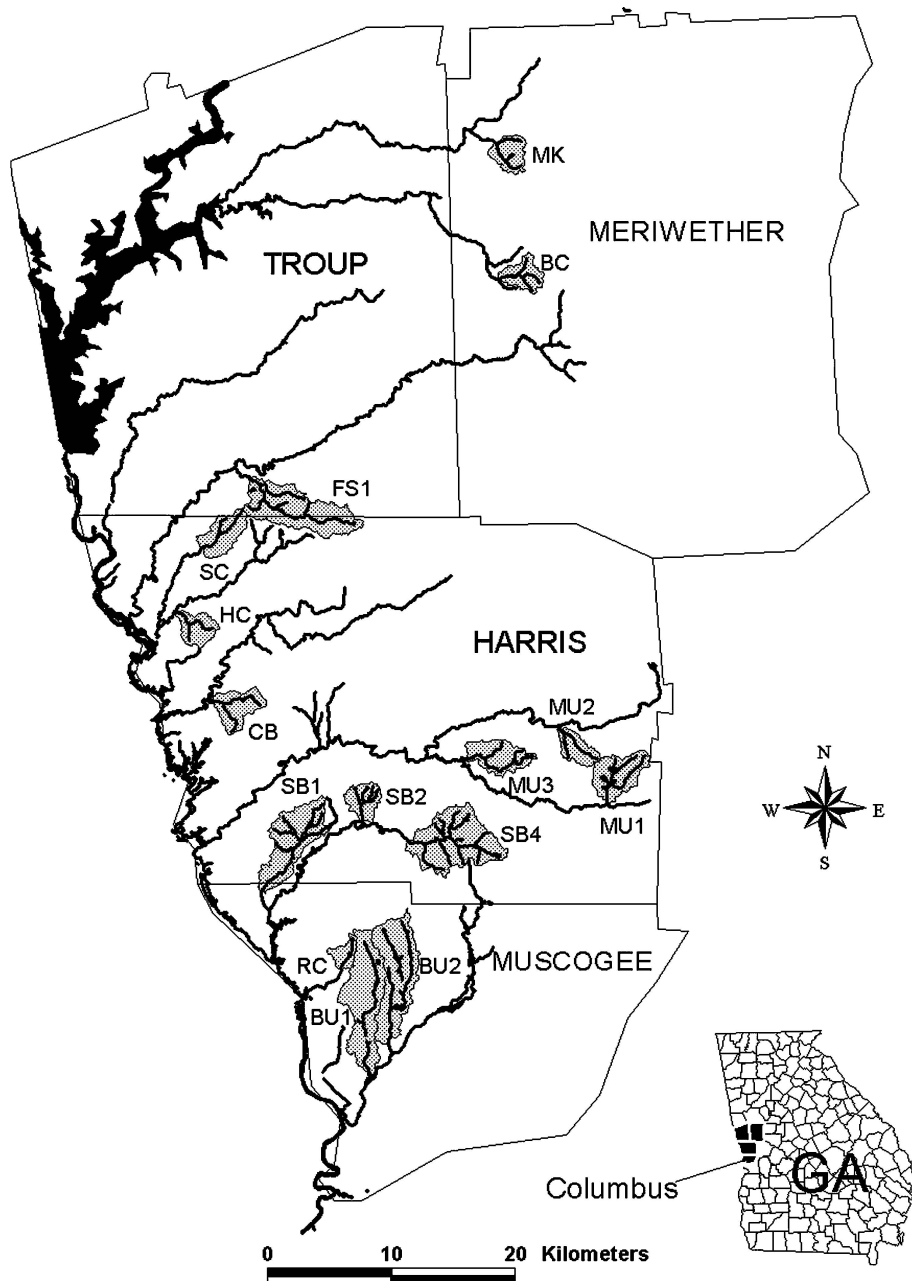 MK
MERIWETHER
BC
TROUP
FS1
SC
HC
HARRIS
CB
MU2
MU3
MU1
SB1
SB2
SB4
N
W E
S
RC
BU2
MUSCOGEE
BU1
GA
Columbus
0 10 20 Kilometers